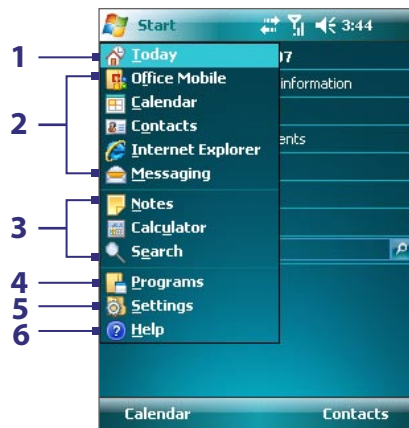 Start 3:44
1 Today 07
2 Office Mobile information
Calendar
Contacts
Internet Explorer ents
Messaging
3 Notes
Calculator
Search
4 Programs
5 Settings
6 Help
Calendar Contacts